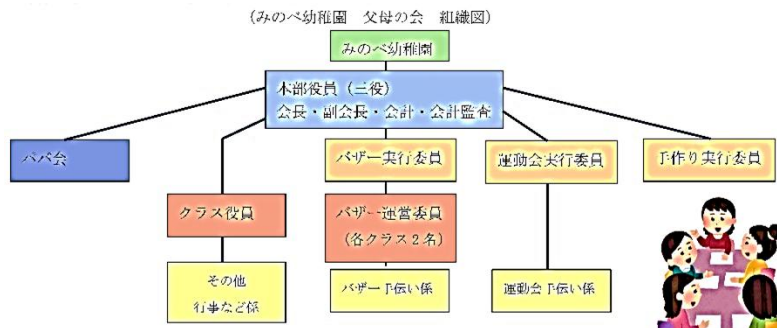 (みのべ幼稚園 父母の会 組織図)
みのべ幼稚園
本部役員(三役)
会長・副会長・会計・会計監査
パパ会
バザー実行委員
運動会実行委員
手作り実行委員
クラス役員
バザー運営委員
(各クラス2名)
その他
行事など係
バザー手伝い係
運動会手伝い係